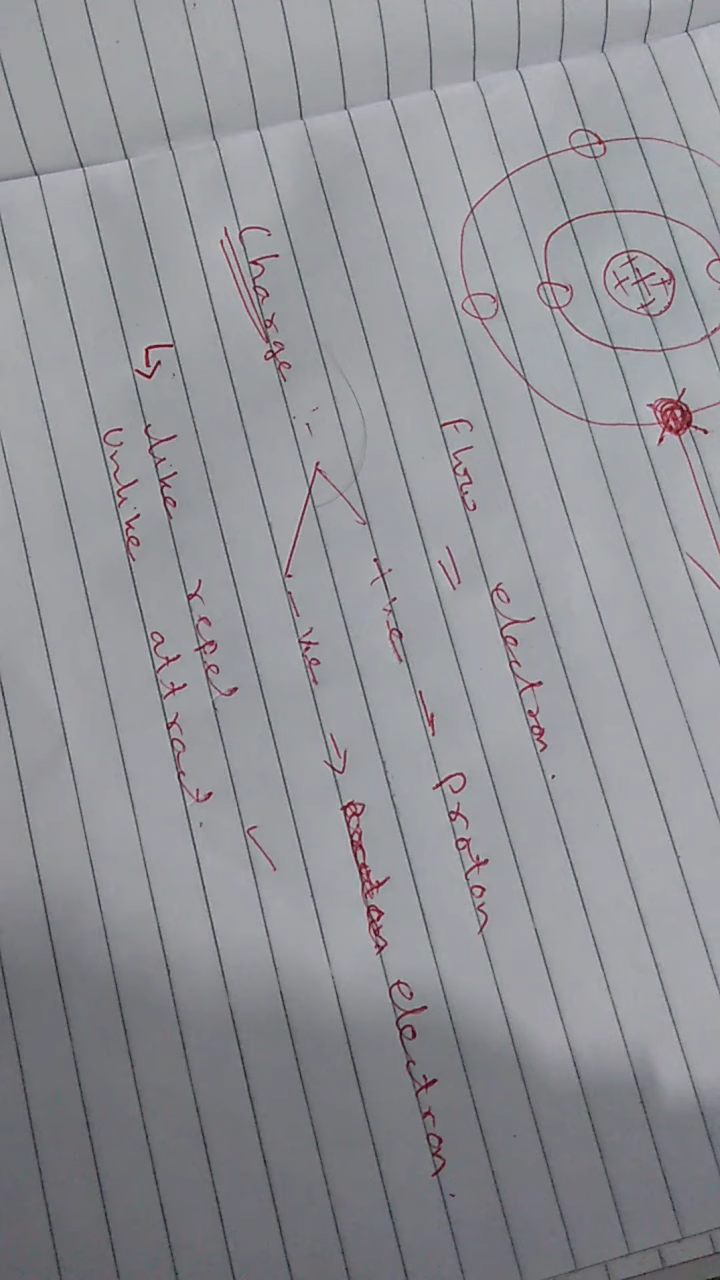 + + + + +
flow = electron.
Charge :- +ve → Proton
-ve ⇒ electron.
↳ like repel ✓
Unlike attract.